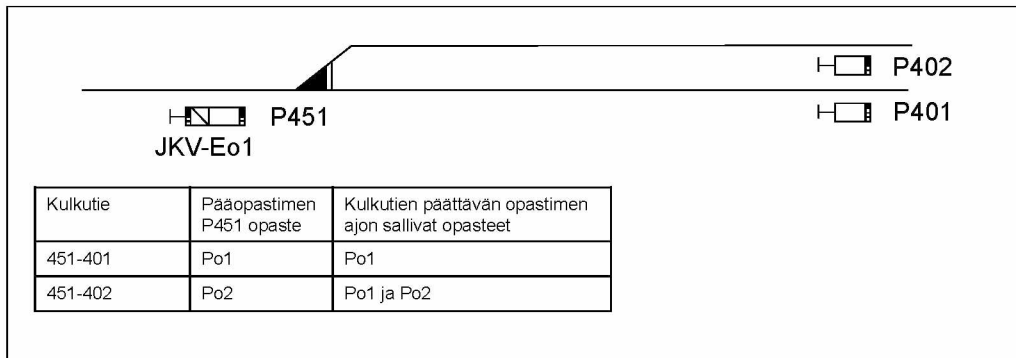 P402
P451
P401
JKV-Eo1
Kulkutie
Pääopastimen
P451 opaste
Kulkutien päättävän opastimen
ajon sallivat opasteet
451-401
Po1
Po1
451-402
Po2
Po1 ja Po2